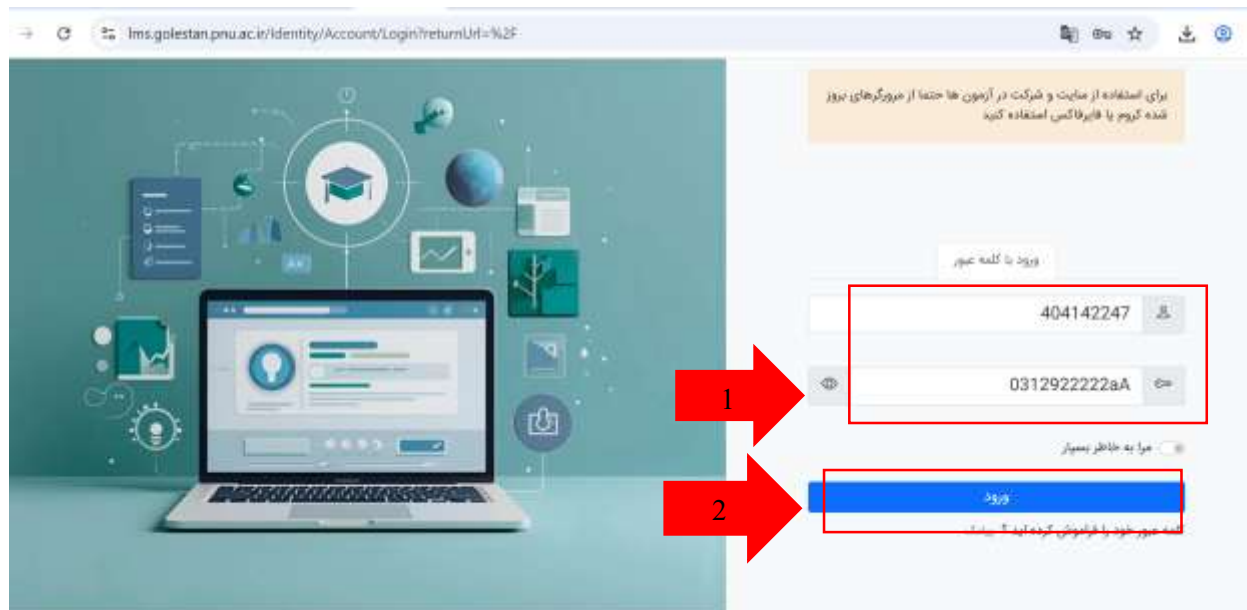 lms.golestan.pnu.ac.ir/Identity/Account/Login?returnUrl=%2F
برای استفاده از سایت و شرکت در آزمون ها حتما از مرورگرهای بروز
شده کروم یا فایرفاکس استفاده کنید
ورود با کلمه عبور
404142247
0312922222aA
1
مرا به خاطر بسپار
ورود
2
کلمه عبور خود را فراموش کرده اید ؟